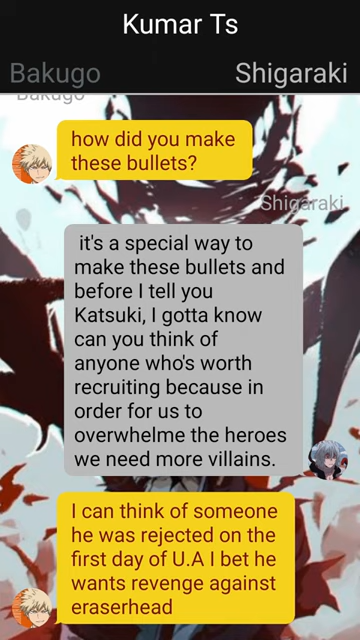 Kumar Ts
Bakugo
Shigaraki
Bakugo
how did you make
these bullets?
Shigaraki
it's a special way to
make these bullets and
before I tell you
Katsuki, I gotta know
can you think of
anyone who's worth
recruiting because in
order for us to
overwhelme the heroes
we need more villains.
I can think of someone
he was rejected on the
first day of U.A I bet he
wants revenge against
eraserhead